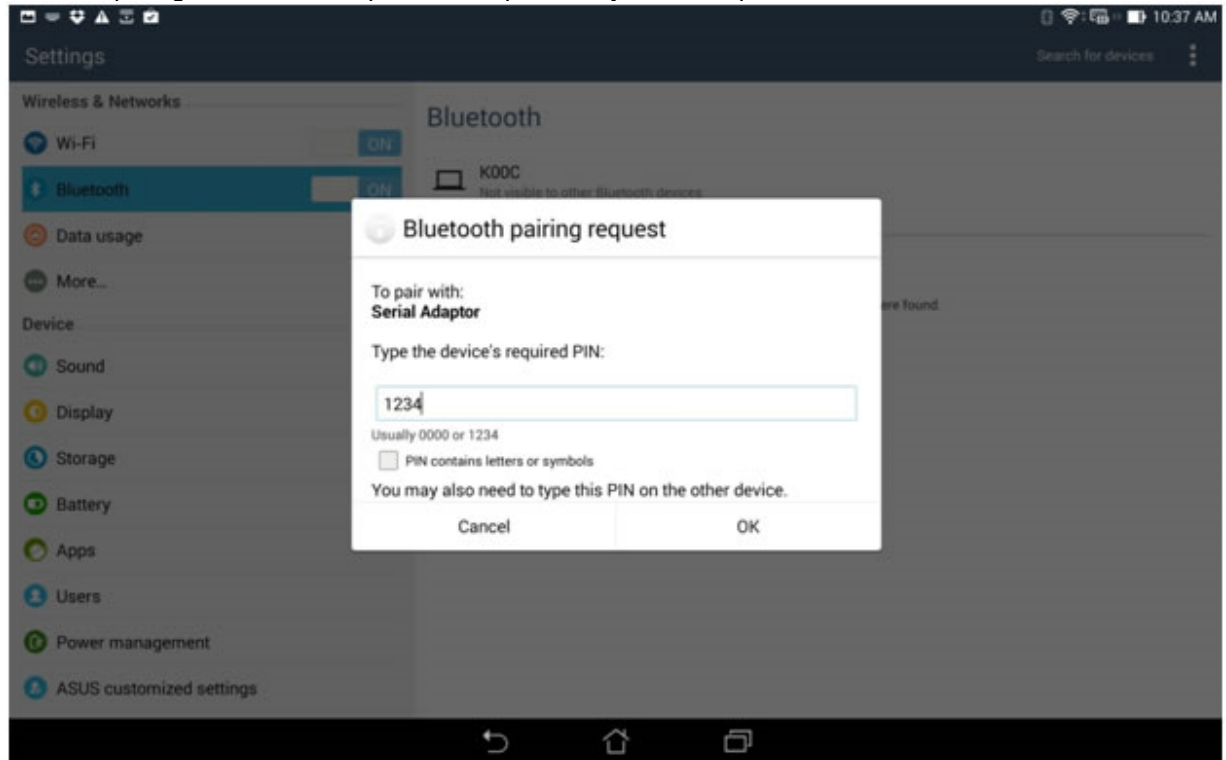 10:37 AM
Settings
Search for devices
Wireless & Networks
Wi-Fi
ON
Bluetooth
ON
Data usage
More...
Device
Sound
Display
Storage
Battery
Apps
Users
Power management
ASUS customized settings
Bluetooth
K00C
Not visible to other Bluetooth devices
ere found.
Bluetooth pairing request
To pair with:
Serial Adaptor
Type the device's required PIN:
1234
Usually 0000 or 1234
PIN contains letters or symbols
You may also need to type this PIN on the other device.
Cancel
OK